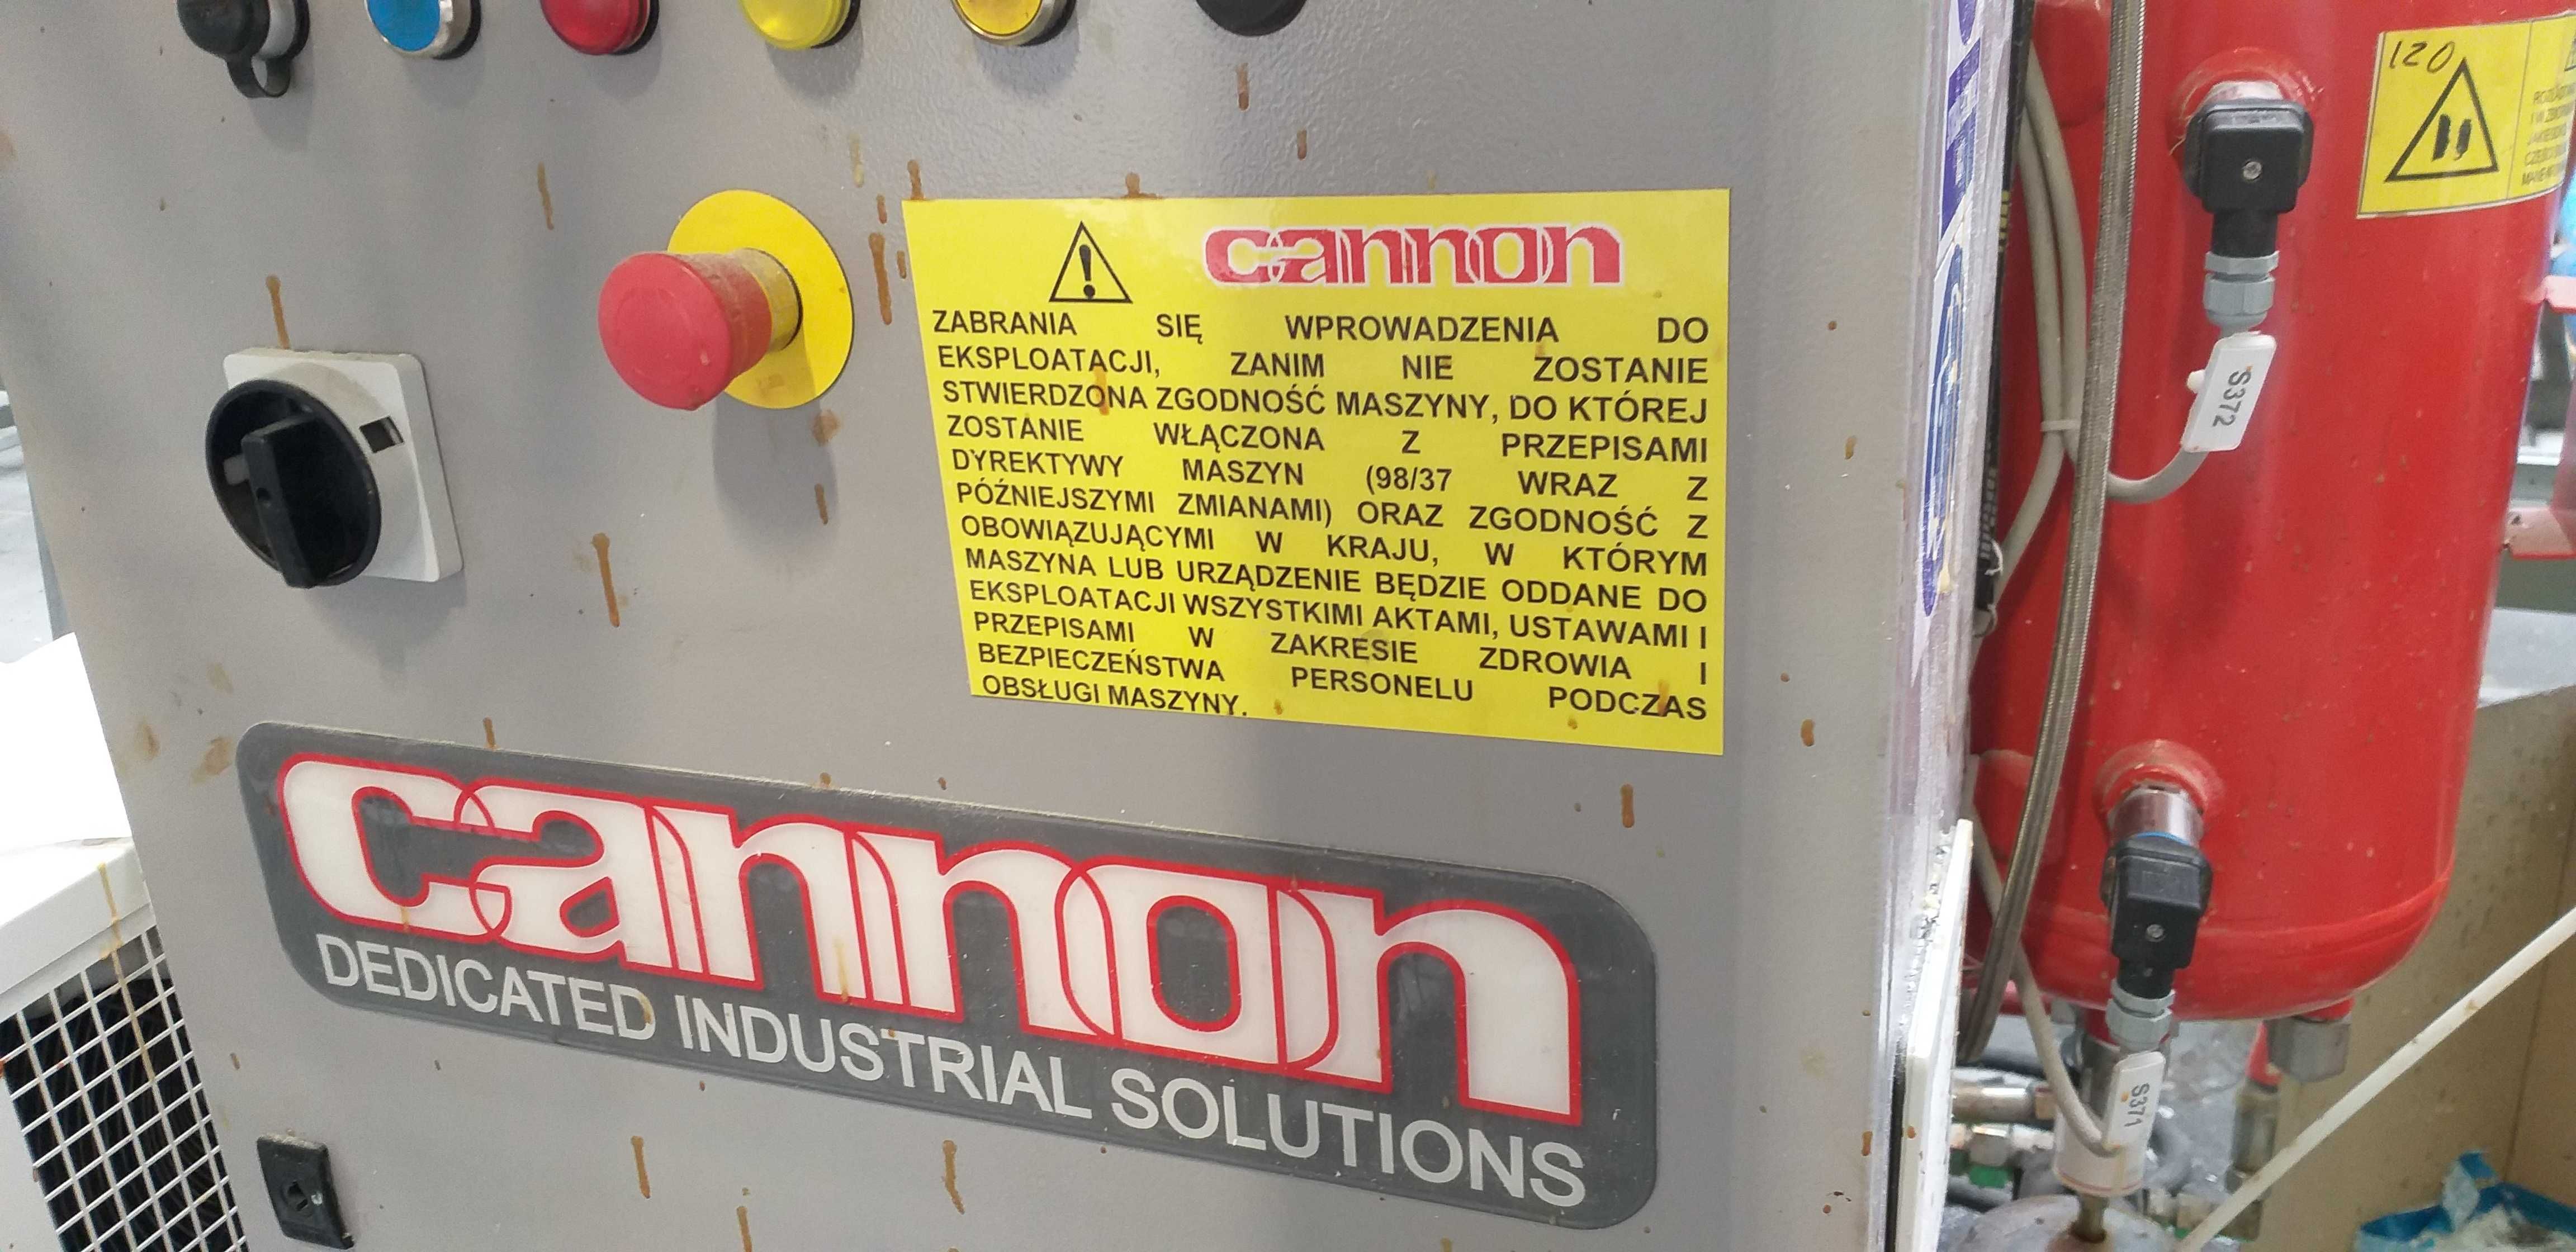 120
cannon
ZABRANIA SIĘ WPROWADZENIA DO
EKSPLOATACJI, ZANIM NIE ZOSTANIE
STWIERDZONA ZGODNOŚĆ MASZYNY, DO KTÓREJ
ZOSTANIE WŁĄCZONA Z PRZEPISAMI
DYREKTYWY MASZYN (98/37 WRAZ Z
PÓŹNIEJSZYMI ZMIANAMI) ORAZ ZGODNOŚĆ Z
OBOWIĄZUJĄCYMI W KRAJU, W KTÓRYM
MASZYNA LUB URZĄDZENIE BĘDZIE ODDANE DO
EKSPLOATACJI WSZYSTKIMI AKTAMI, USTAWAMI I
PRZEPISAMI W ZAKRESIE ZDROWIA I
BEZPIECZEŃSTWA PERSONELU PODCZAS
OBSŁUGI MASZYNY.
S372
cannon
DEDICATED INDUSTRIAL SOLUTIONS
S371